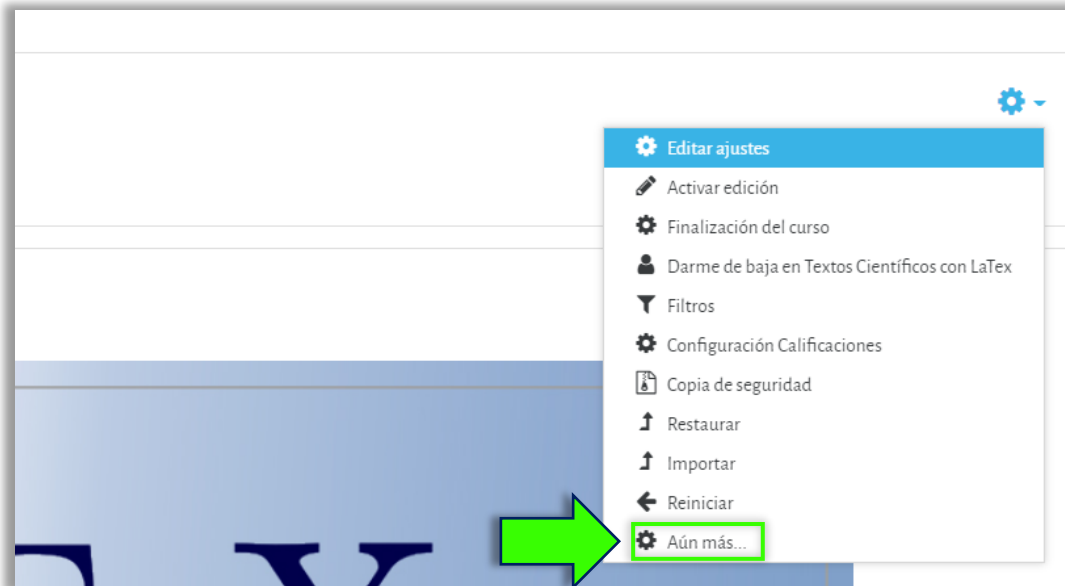 Editar ajustes
Activar edición
Finalización del curso
Darme de baja en Textos Científicos con LaTex
Filtros
Configuración Calificaciones
Copia de seguridad
Restaurar
Importar
Reiniciar
Aún más...